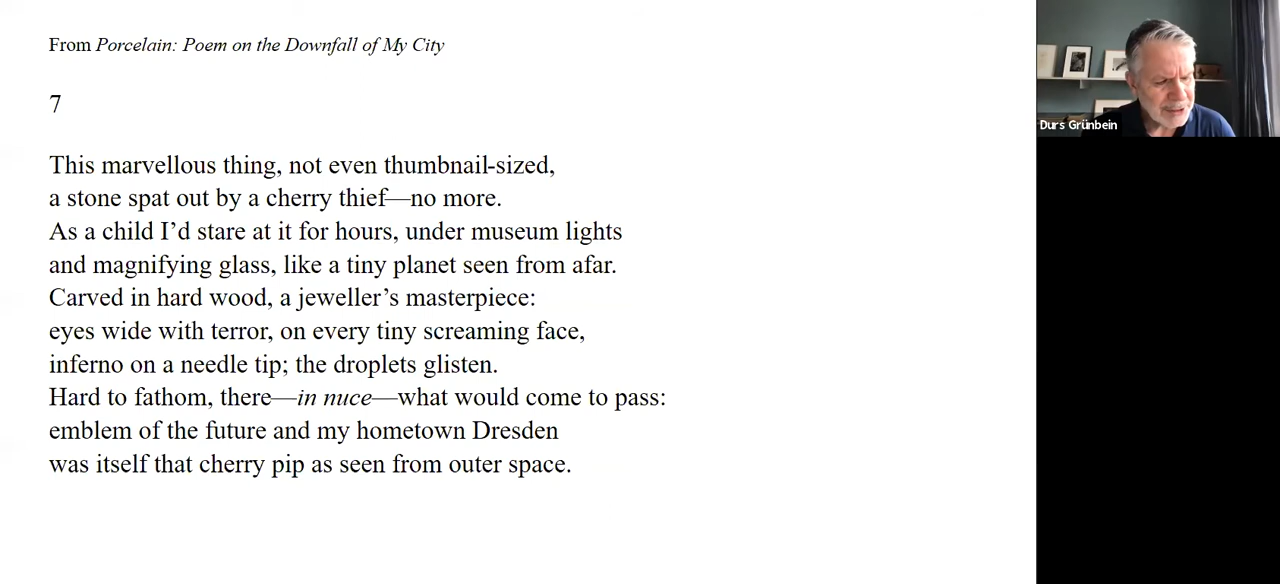 From Porcelain: Poem on the Downfall of My City
7
This marvellous thing, not even thumbnail-sized,
a stone spat out by a cherry thief—no more.
As a child I’d stare at it for hours, under museum lights
and magnifying glass, like a tiny planet seen from afar.
Carved in hard wood, a jeweller’s masterpiece:
eyes wide with terror, on every tiny screaming face,
inferno on a needle tip; the droplets glisten.
Hard to fathom, there—in nuce—what would come to pass:
emblem of the future and my hometown Dresden
was itself that cherry pip as seen from outer space.
Durs Grünbein